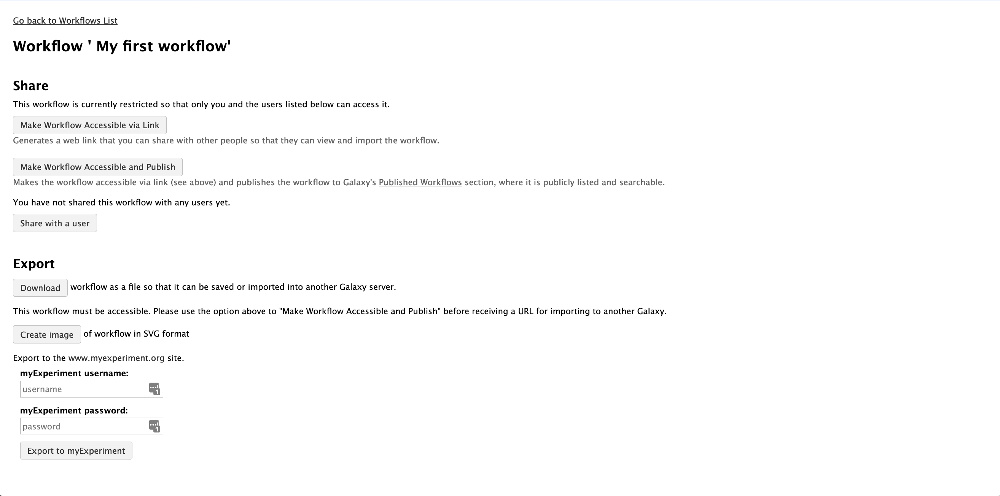 Go back to Workflows List
Workflow ' My first workflow'
Share
This workflow is currently restricted so that only you and the users listed below can access it.
Make Workflow Accessible via Link
Generates a web link that you can share with other people so that they can view and import the workflow.
Make Workflow Accessible and Publish
Makes the workflow accessible via link (see above) and publishes the workflow to Galaxy's Published Workflows section, where it is publicly listed and searchable.
You have not shared this workflow with any users yet.
Share with a user
Export
Download workflow as a file so that it can be saved or imported into another Galaxy server.
This workflow must be accessible. Please use the option above to "Make Workflow Accessible and Publish" before receiving a URL for importing to another Galaxy.
Create image of workflow in SVG format
Export to the www.myexperiment.org site.
myExperiment username:
username 1
myExperiment password:
password 1
Export to myExperiment